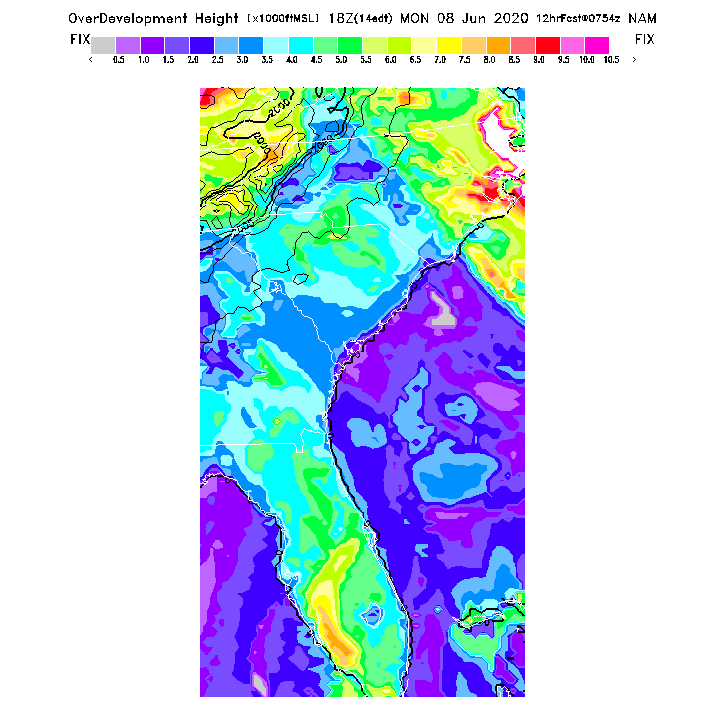 OverDevelopment Height [x1000ftMSL] 18Z(14edt) MON 08 Jun 2020 12hrFcst@0754z NAM
FIX FIX
< 0.5 1.0 1.5 2.0 2.5 3.0 3.5 4.0 4.5 5.0 5.5 6.0 6.5 7.0 7.5 8.0 8.5 9.0 9.5 10.0 10.5 >
2000
2000